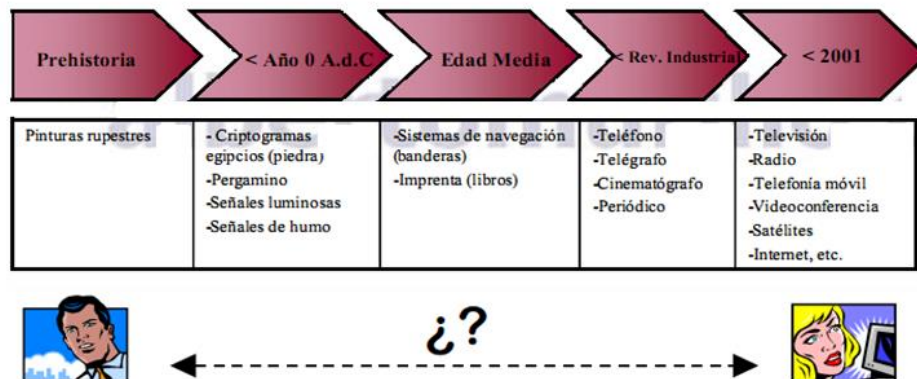 Prehistoria
< Año 0 A.d.C
Edad Media
< Rev. Industrial
< 2001
Pinturas rupestres
- Criptogramas
egipcios (piedra)
-Pergamino
-Señales luminosas
-Señales de humo
-Sistemas de navegación
(banderas)
-Imprenta (libros)
-Teléfono
-Telégrafo
-Cinematógrafo
-Periódico
-Televisión
-Radio
-Telefonía móvil
-Videoconferencia
-Satélites
-Internet, etc.
¿?